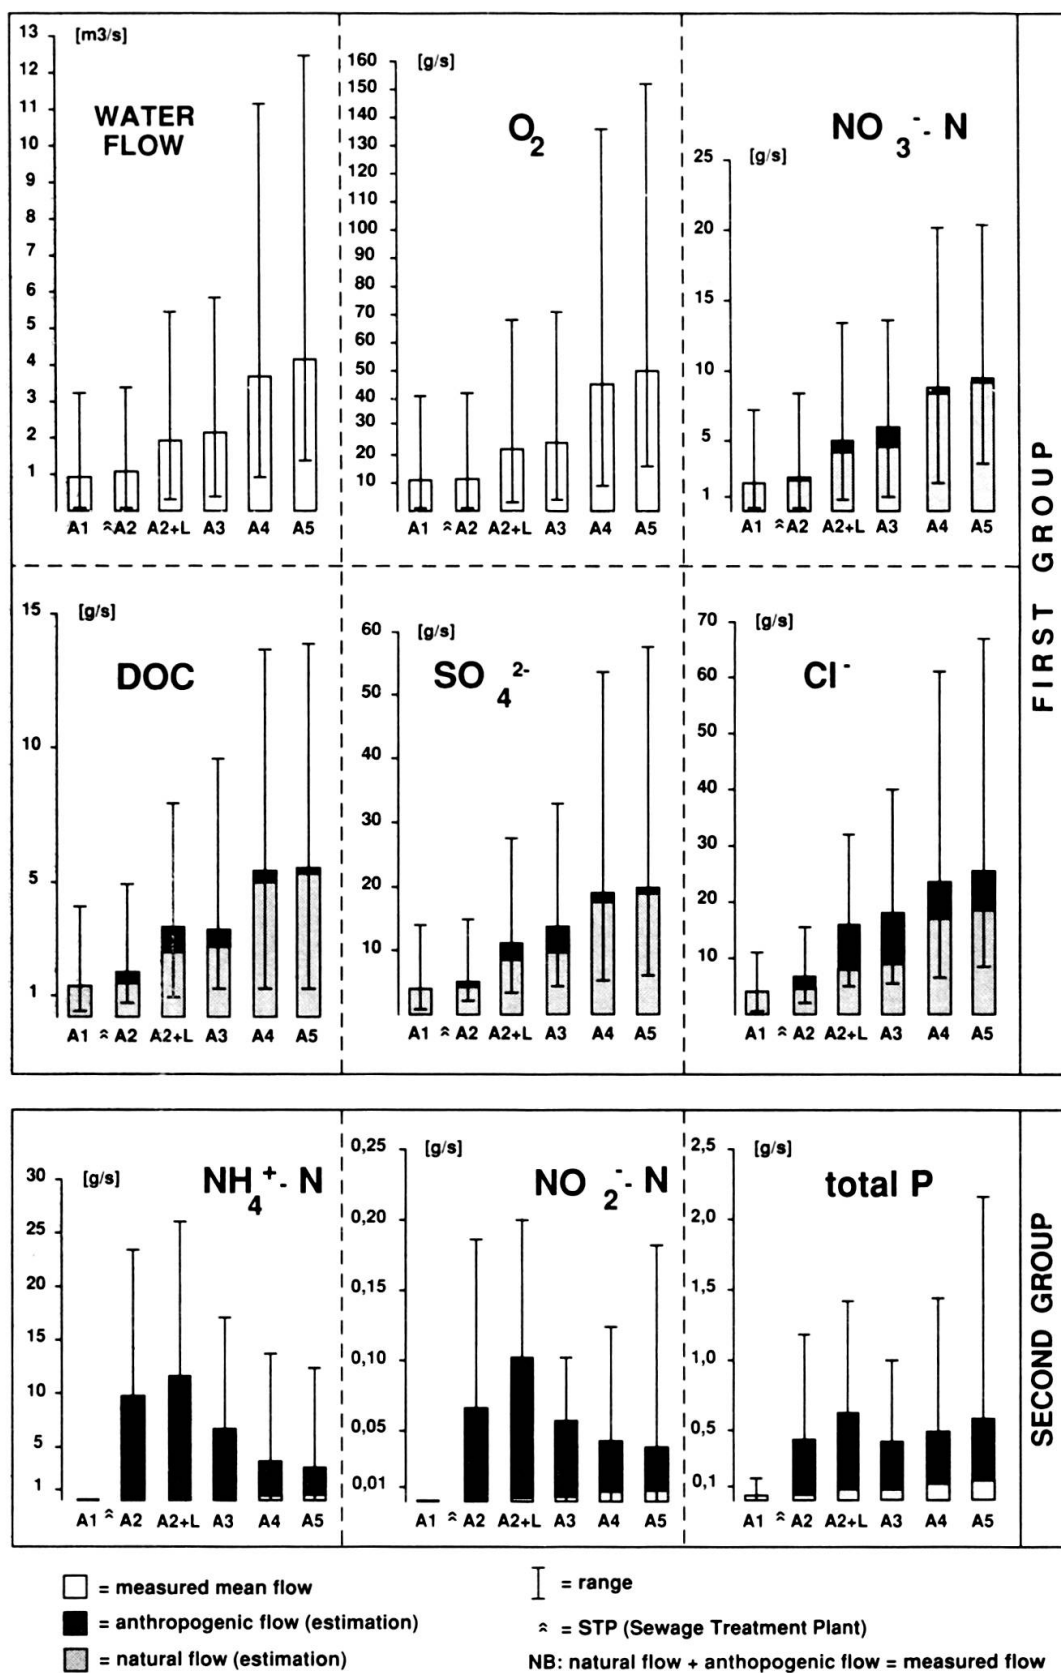 [m3/s]
13
12
11
10
9
8
7
6
5
4
3
2
1
WATER
FLOW
A1 ^ A2 A2+L A3 A4 A5
[g/s]
160
150
140
130
120
110
100
90
80
70
60
50
40
30
20
10
O2
A1 ^ A2 A2+L A3 A4 A5
NO3- - N
[g/s]
25
20
15
10
5
1
A1 ^ A2 A2+L A3 A4 A5
FIRST GROUP
[g/s]
15
10
5
1
DOC
A1 ^ A2 A2+L A3 A4 A5
[g/s]
60
50
40
30
20
10
SO4 2-
A1 ^ A2 A2+L A3 A4 A5
[g/s]
70
60
50
40
30
20
10
Cl-
A1 ^ A2 A2+L A3 A4 A5
[g/s]
30
25
20
15
10
5
1
NH4+ - N
A1 ^ A2 A2+L A3 A4 A5
[g/s]
0,25
0,20
0,15
0,10
0,05
0,01
NO2- - N
A1 ^ A2 A2+L A3 A4 A5
[g/s]
2,5
2,0
1,5
1,0
0,5
0,1
total P
A1 ^ A2 A2+L A3 A4 A5
SECOND GROUP
= measured mean flow
= anthropogenic flow (estimation)
= natural flow (estimation)
= range
^ = STP (Sewage Treatment Plant)
NB: natural flow + anthopogenic flow = measured flow